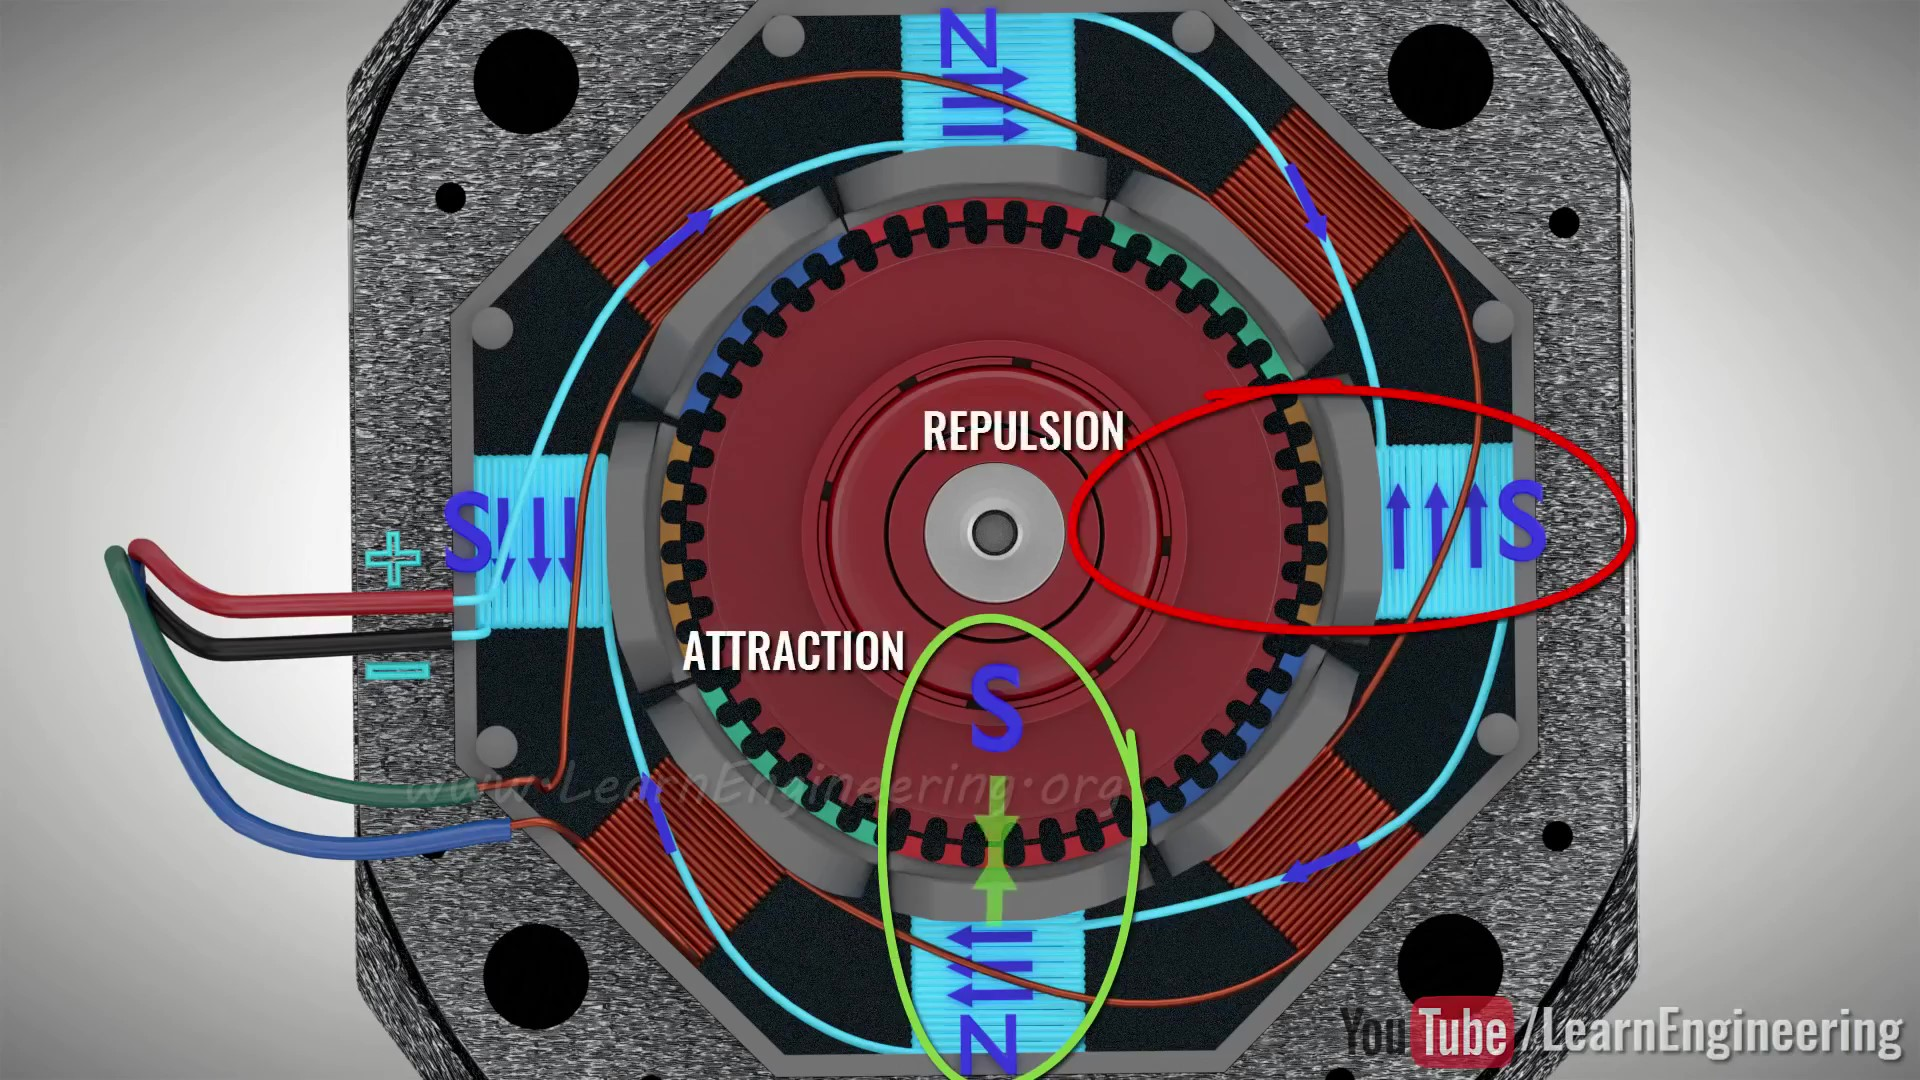 N
REPULSION
S
S
+
ATTRACTION
−
S
www.LearnEngineering.org
N
YouTube /LearnEngineering